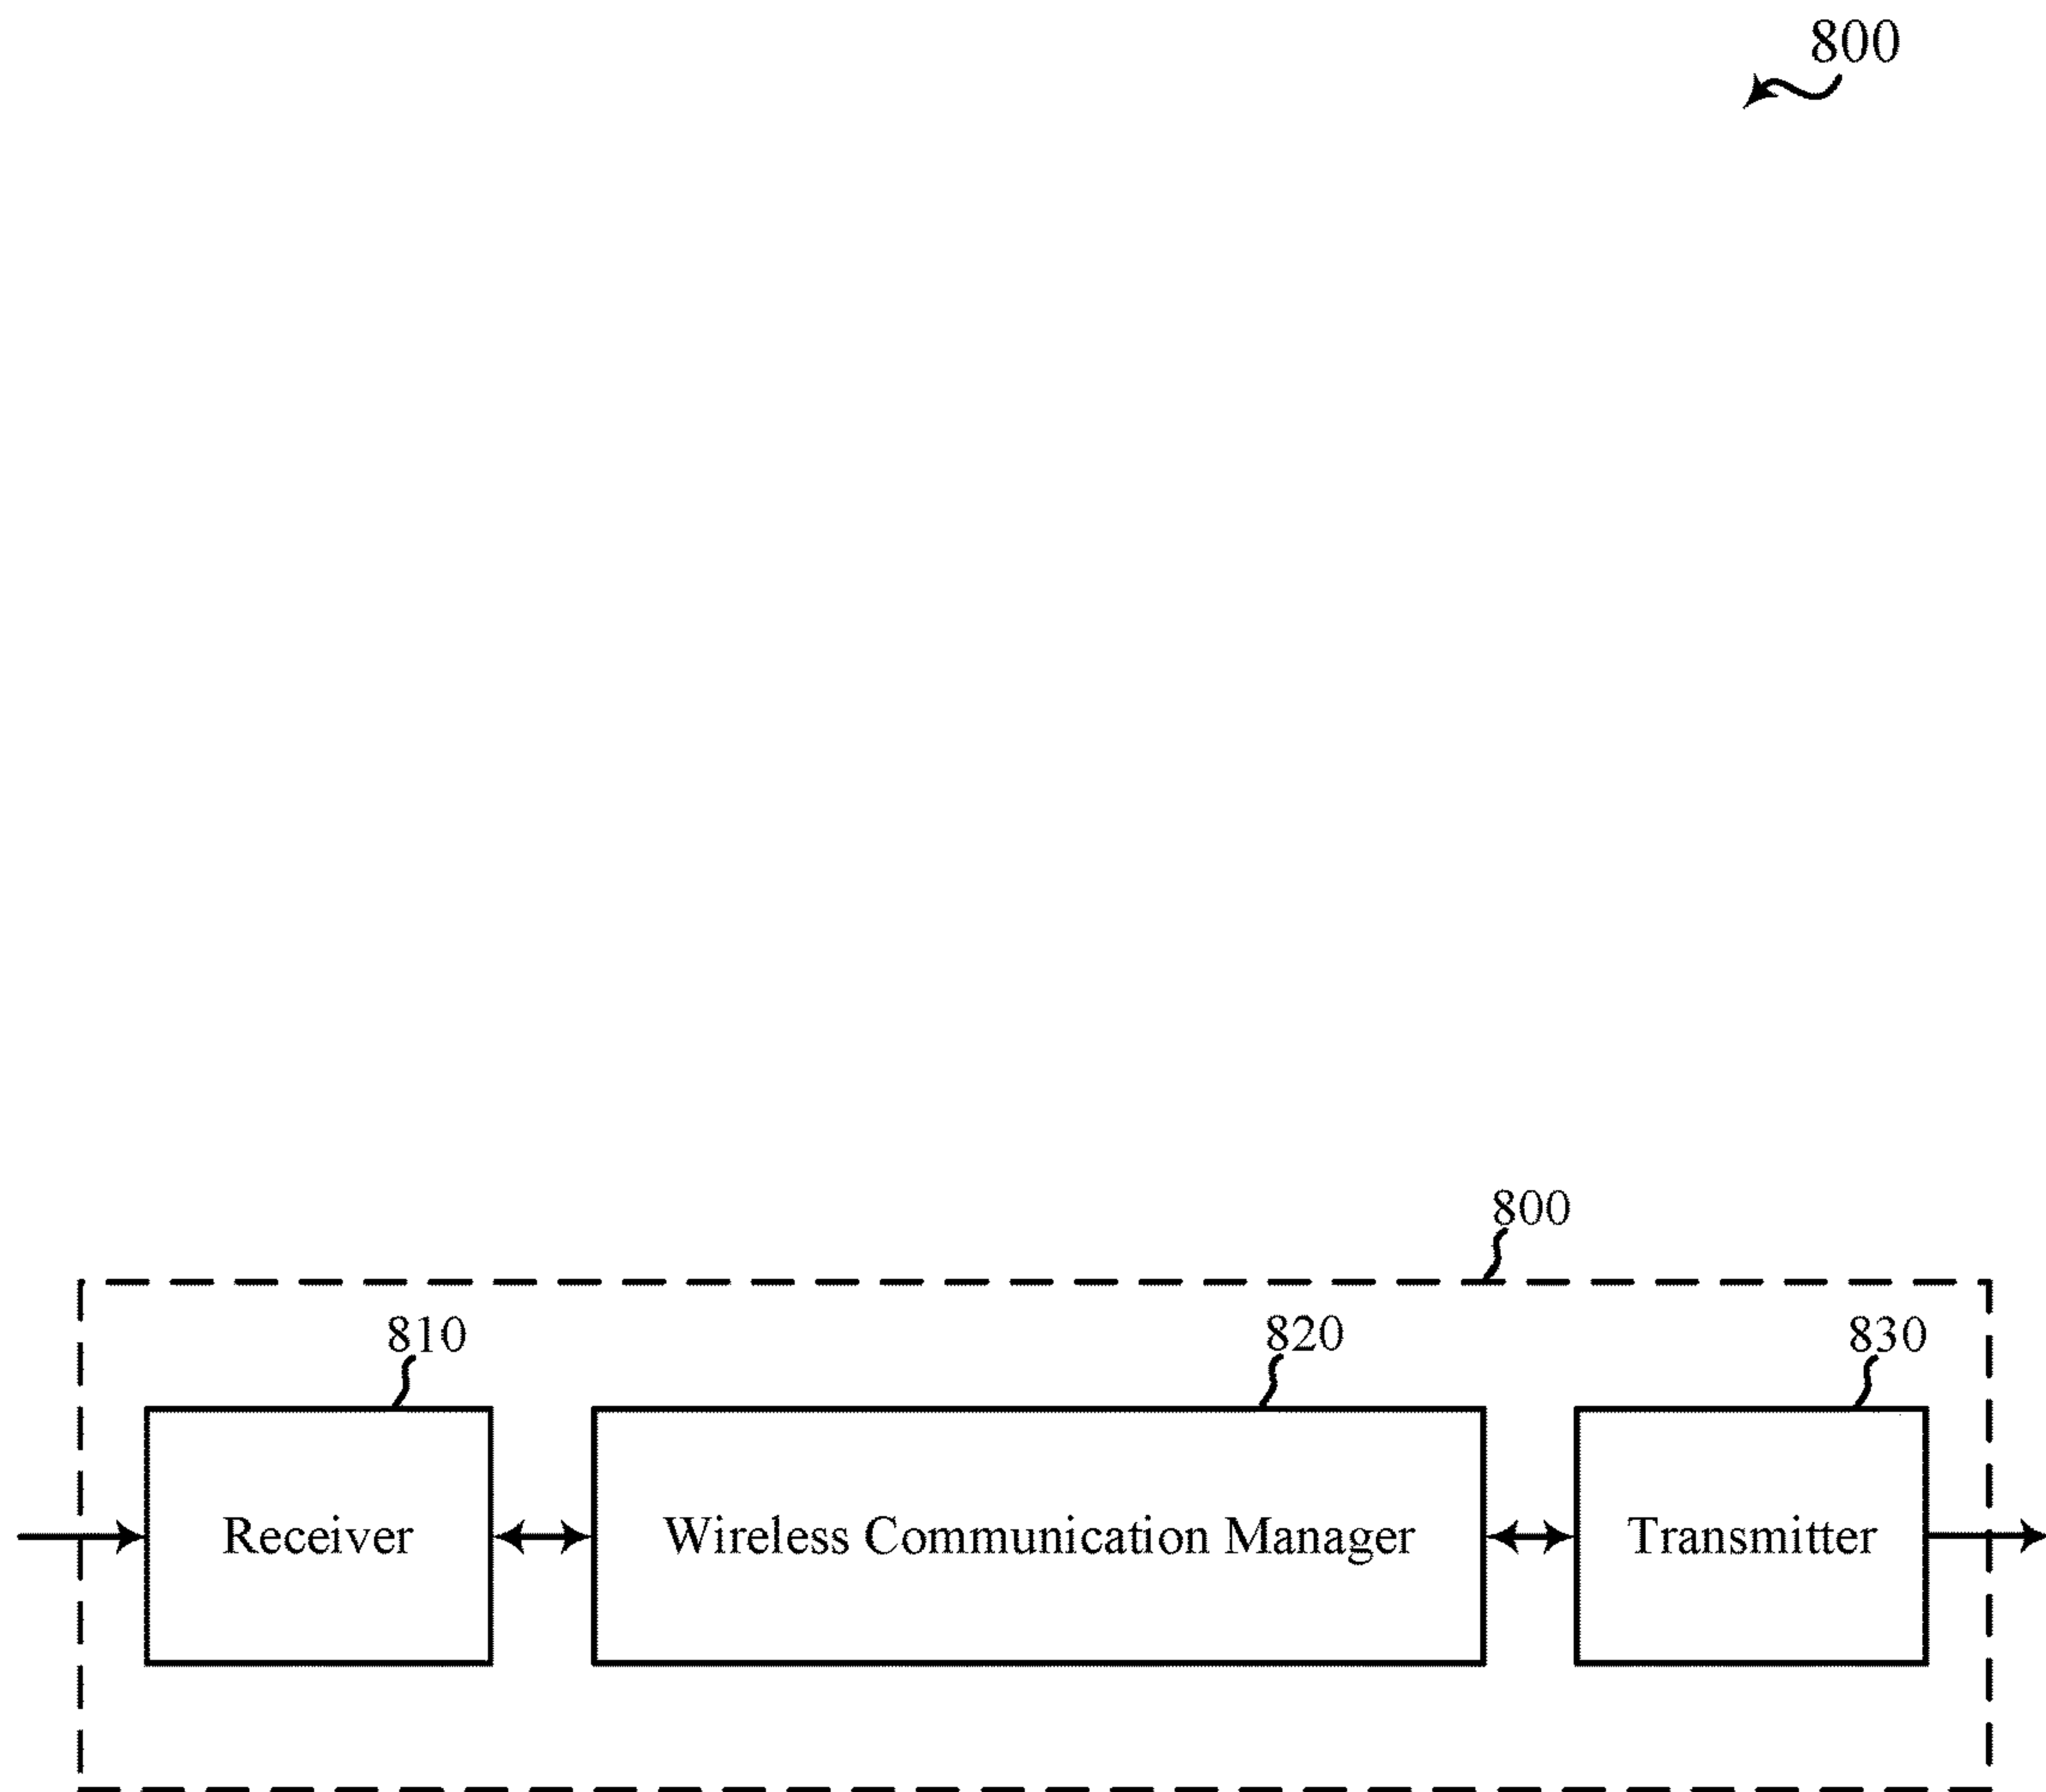 800
800
810
820
830
Receiver
Wireless Communication Manager
Transmitter